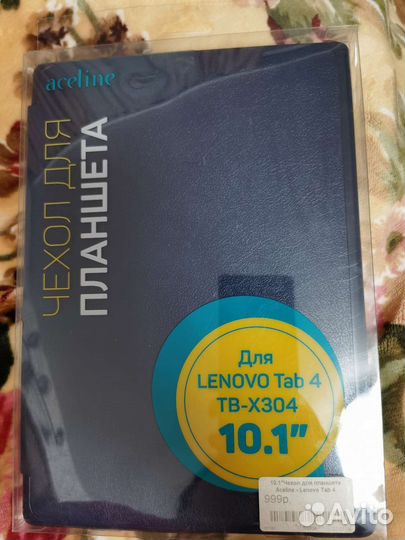 aceline
ЧЕХОЛ ДЛЯ
ПЛАНШЕТА
Для
LENOVO Tab 4
TB-X304
10.1"
10.1"Чехол для планшета
Aceline - Lenovo Tab 4
999р.
Avito